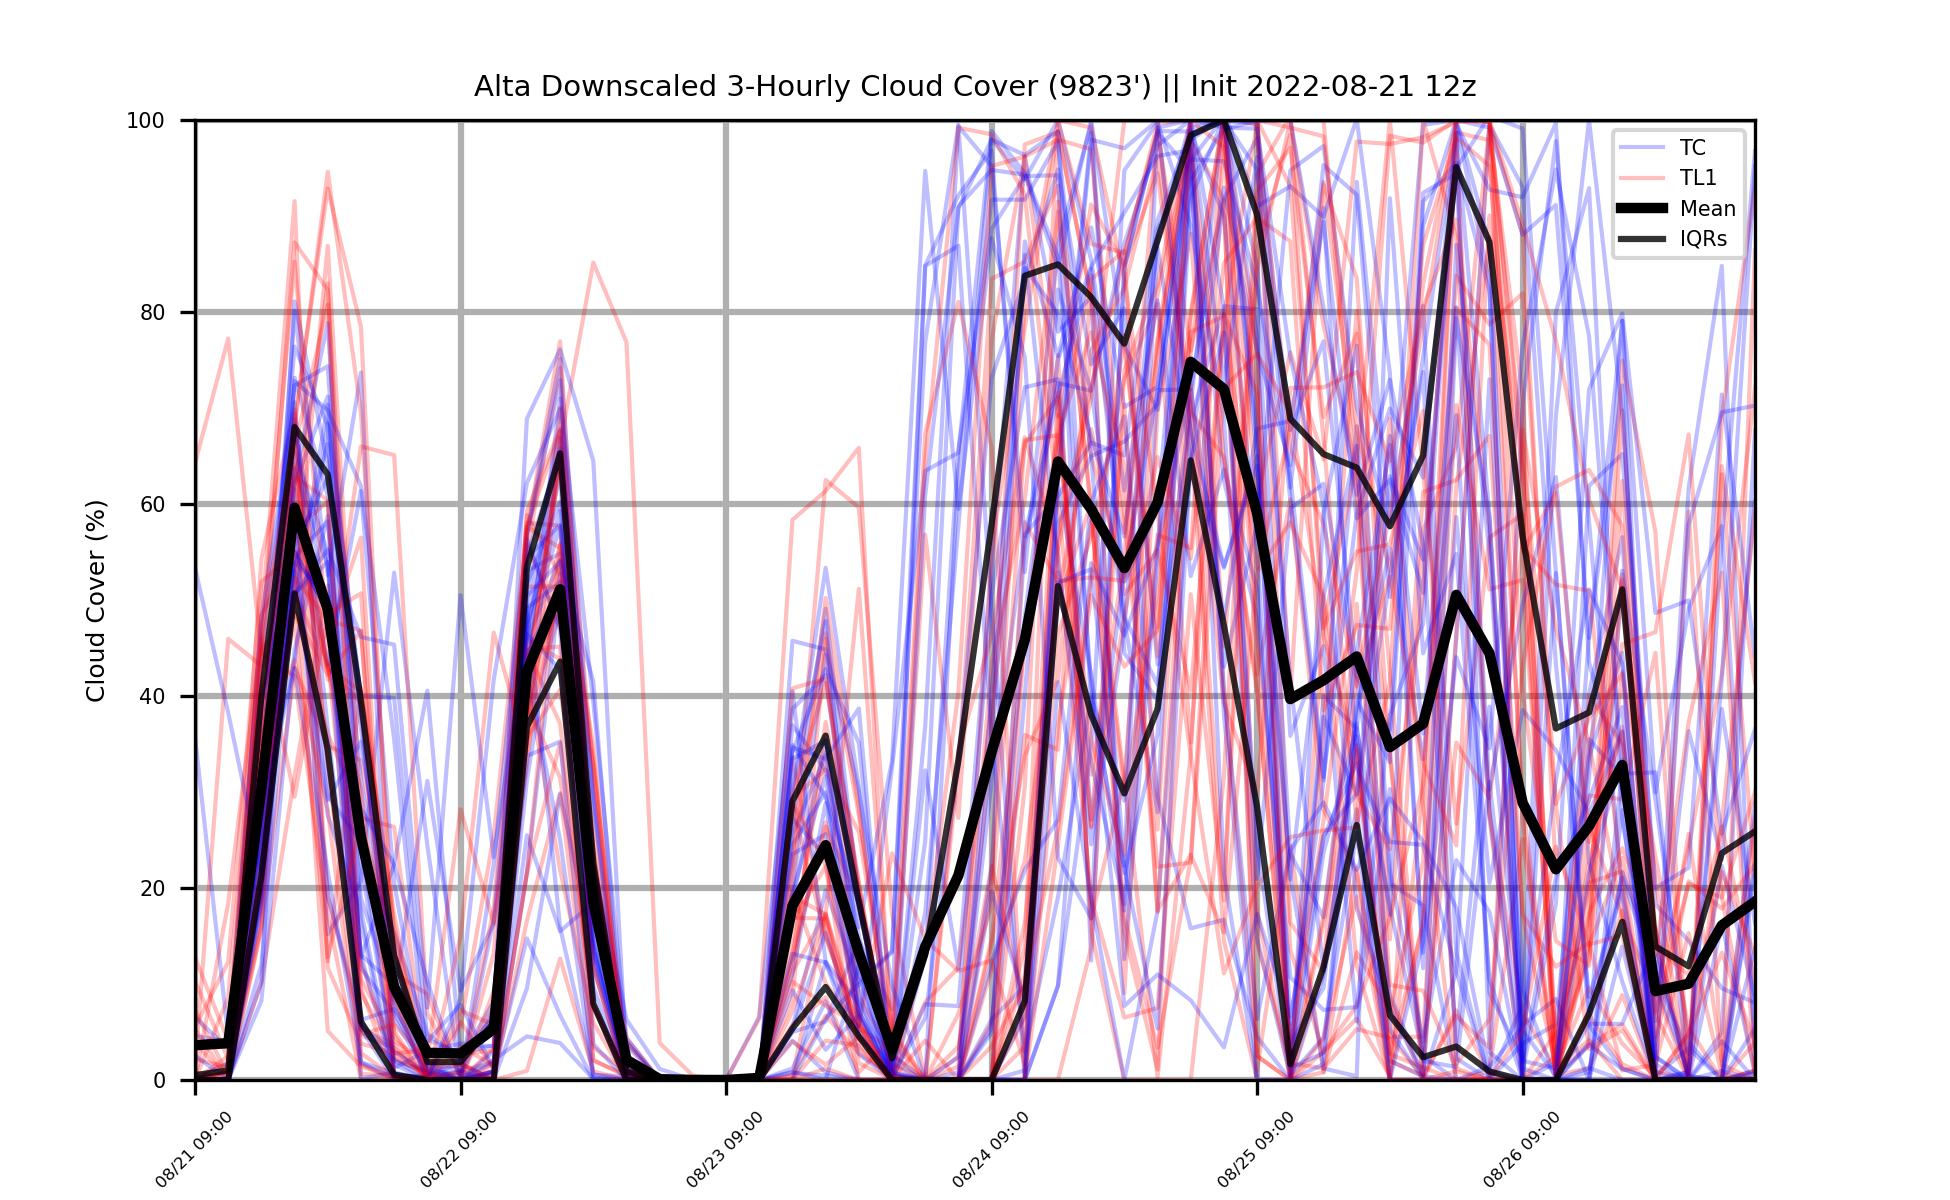 Alta Downscaled 3-Hourly Cloud Cover (9823') || Init 2022-08-21 12z
Cloud Cover (%)
100
80
60
40
20
0
TC
TL1
Mean
IQRs
08/21 09:00
08/22 09:00
08/23 09:00
08/24 09:00
08/25 09:00
08/26 09:00